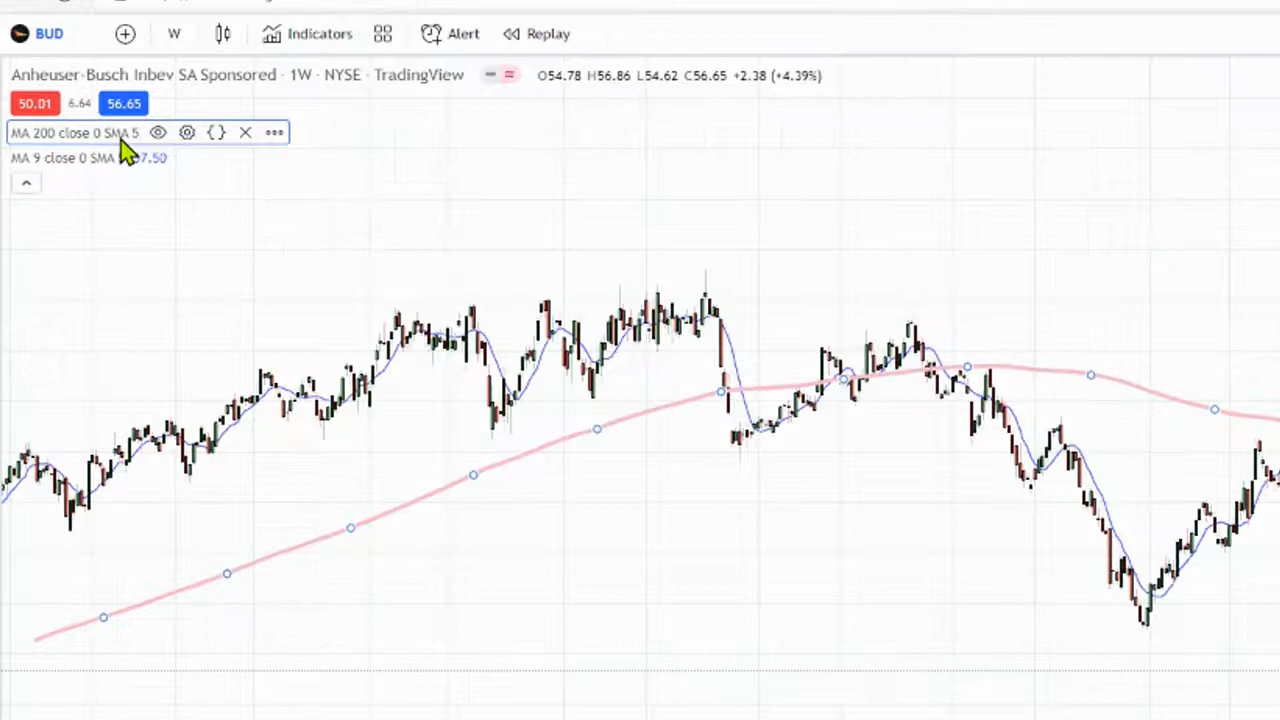 BUD W Indicators Alert Replay
Anheuser-Busch Inbev SA Sponsored · 1W · NYSE · TradingView O54.78 H56.86 L54.62 C56.65 +2.38 (+4.39%)
50.01 6.64 56.65
MA 200 close 0 SMA 5
MA 9 close 0 SMA 7.50